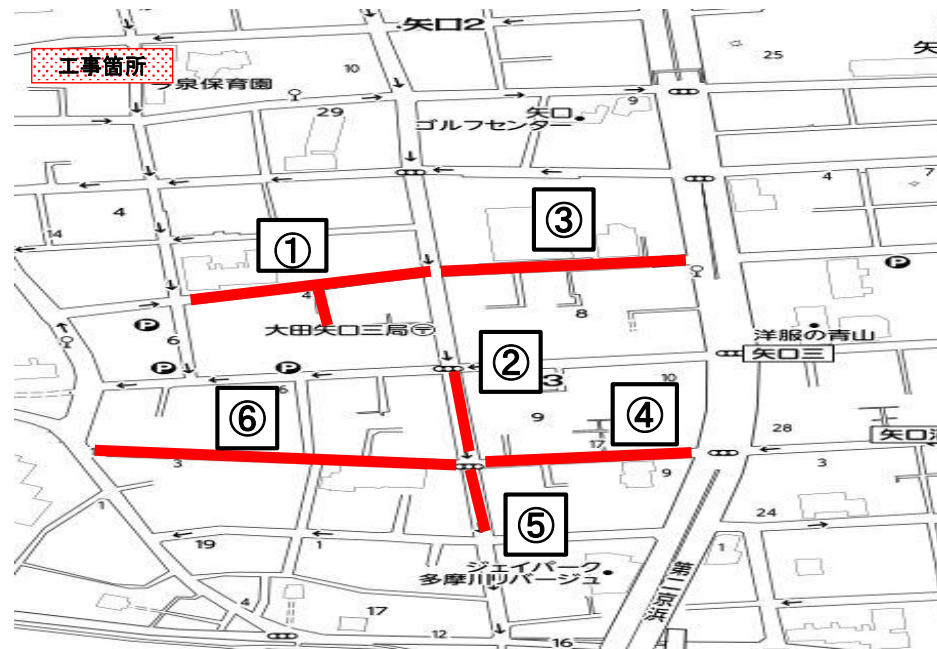 矢口2
工事箇所
25
10
今泉保育園
9
29
矢口
ゴルフセンター
4
7
4
③
14
①
P
4
8
大田矢口三局
洋服の青山
P
6
②
矢口三
P
P
3
6
10
⑥
④
9
17
28
3
9
3
1
⑤
24
19
1
1
ジェイパーク
多摩川リバージュ
第二京浜
4
17
12
16